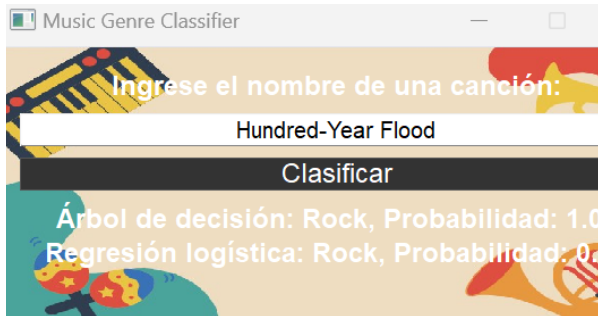 Music Genre Classifier
Ingrese el nombre de una canción:
Hundred-Year Flood
Clasificar
Árbol de decisión: Rock, Probabilidad: 1.0
Regresión logística: Rock, Probabilidad: 0.